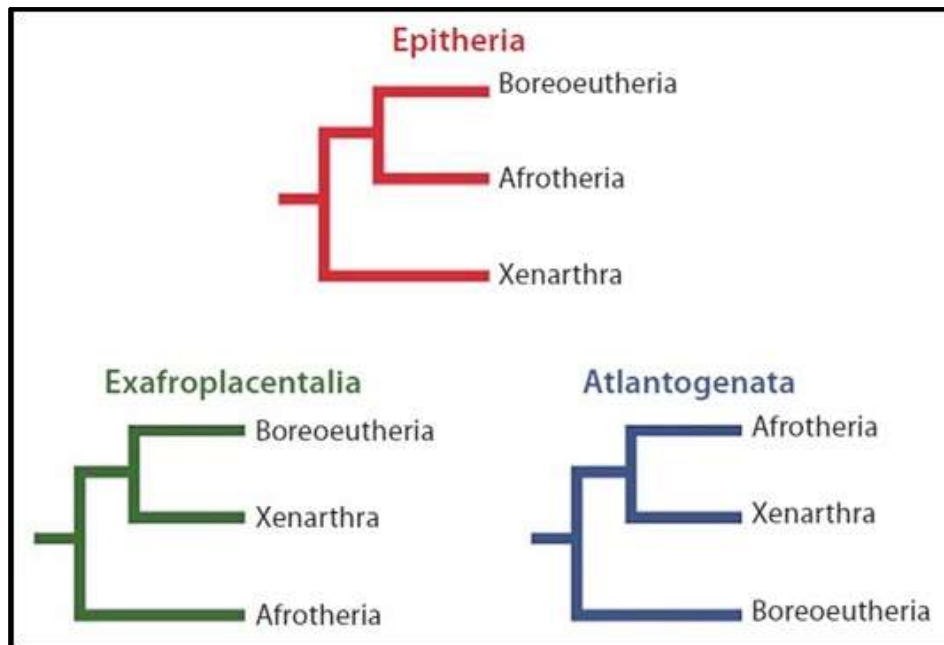 Epitheria
Boreoeutheria
Afrotheria
Xenarthra
Exafroplacentalia
Boreoeutheria
Xenarthra
Afrotheria
Atlantogenata
Afrotheria
Xenarthra
Boreoeutheria